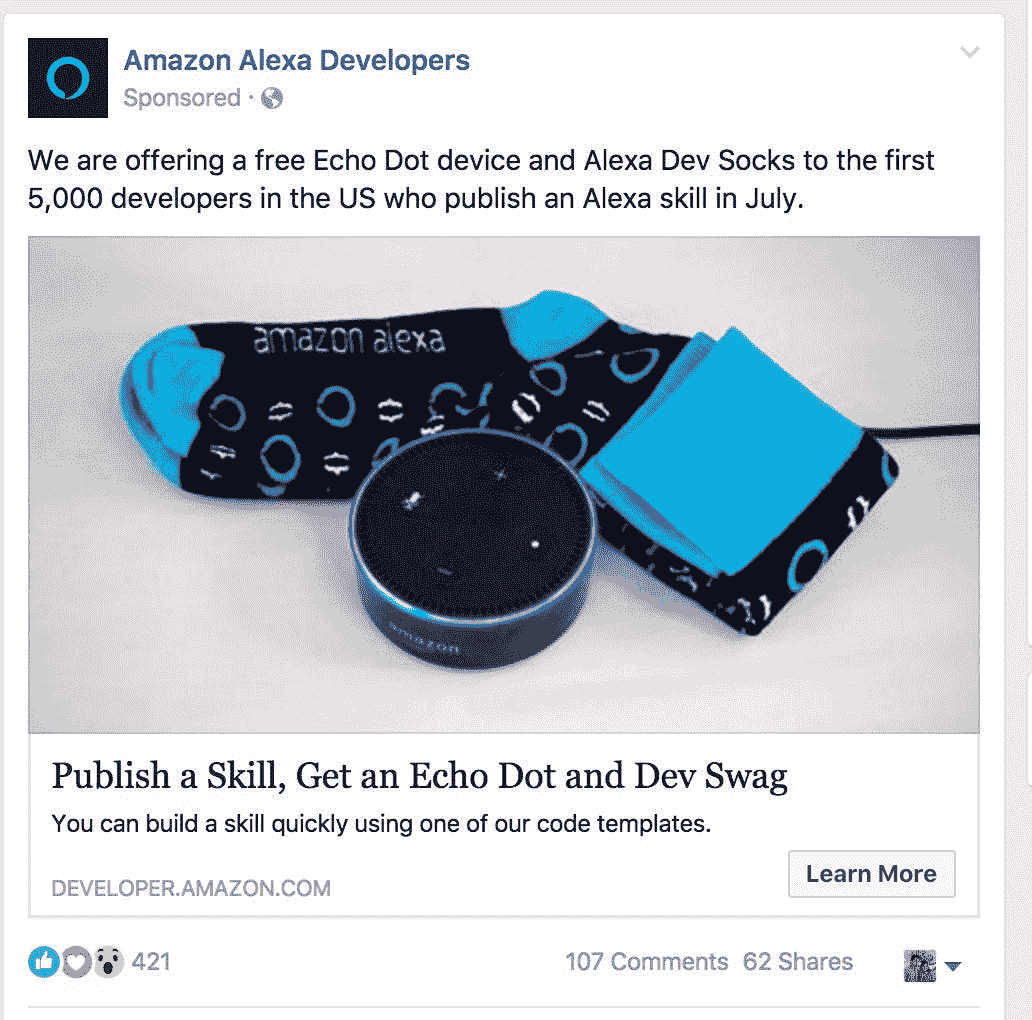 Amazon Alexa Developers
Sponsored ·
We are offering a free Echo Dot device and Alexa Dev Socks to the first
5,000 developers in the US who publish an Alexa skill in July.
amazon alexa
amazon
Publish a Skill, Get an Echo Dot and Dev Swag
You can build a skill quickly using one of our code templates.
DEVELOPER.AMAZON.COM
Learn More
421
107 Comments 62 Shares